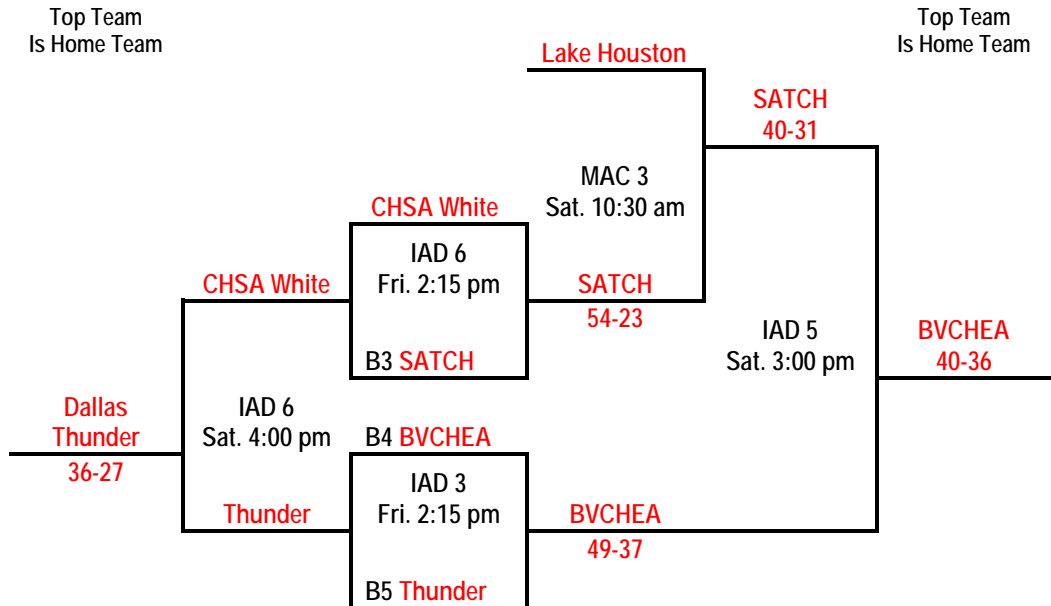 Top Team
Is Home Team
Top Team
Is Home Team
Lake Houston
SATCH
40-31
MAC 3
Sat. 10:30 am
CHSA White
IAD 6
Fri. 2:15 pm
CHSA White
SATCH
54-23
IAD 5
Sat. 3:00 pm
BVCHEA
40-36
B3 SATCH
Dallas
Thunder
36-27
IAD 6
Sat. 4:00 pm
B4 BVCHEA
IAD 3
Fri. 2:15 pm
Thunder
BVCHEA
49-37
B5 Thunder